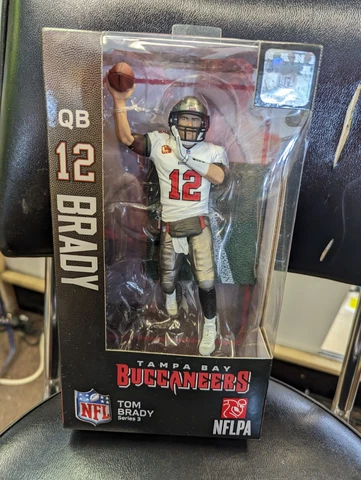 QB
12
BRADY
12
TAMPA BAY
BUCCANEERS
NFL
TOM
BRADY
Series 3
NFLPA